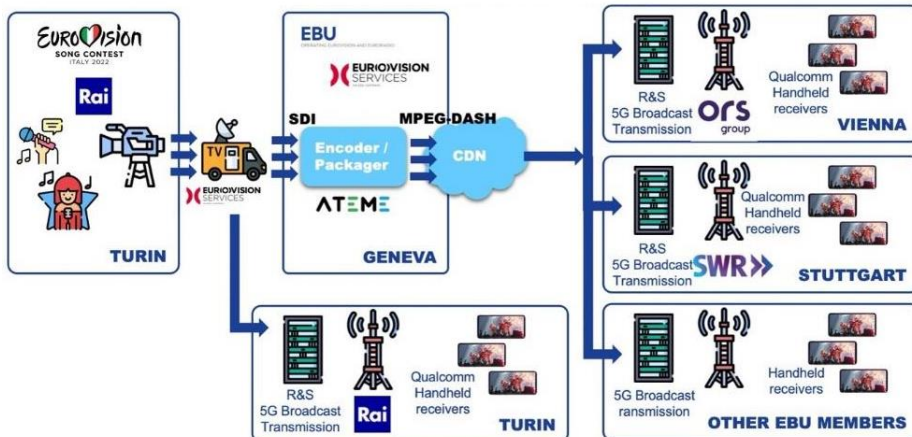 EUROVISION
SONG CONTEST
ITALY 2022
Rai
TURIN
TV
EUROVISION
SERVICES
EBU
OPERATING EUROVISION AND EURORADIO
EUROVISION
SERVICES
SDI
MPEG-DASH
Encoder /
Packager
CDN
ATEME
GENEVA
R&S
5G Broadcast
Transmission
ors
group
Qualcomm
Handheld
receivers
VIENNA
R&S
5G Broadcast
Transmission
SWR
Qualcomm
Handheld
receivers
STUTTGART
R&S
5G Broadcast
Transmission
Rai
Qualcomm
Handheld
receivers
TURIN
5G Broadcast
ransmission
Handheld
receivers
OTHER EBU MEMBERS